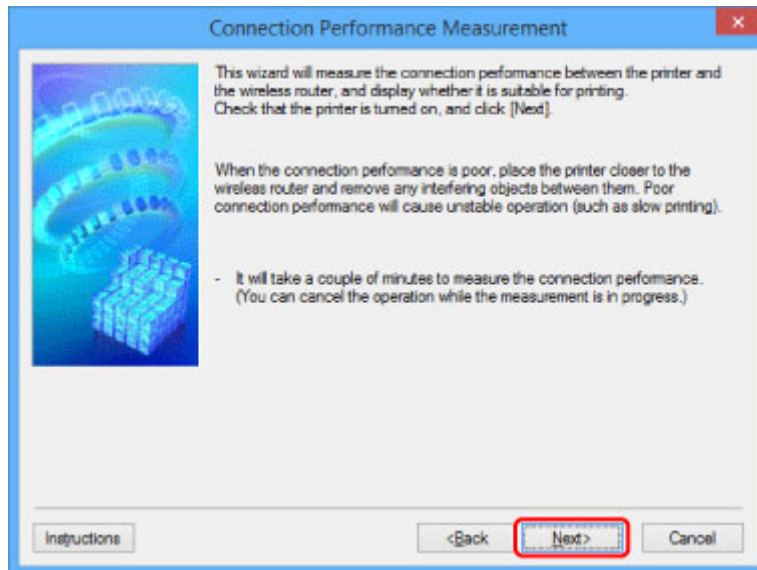 Connection Performance Measurement
This wizard will measure the connection performance between the printer and
the wireless router, and display whether it is suitable for printing.
Check that the printer is turned on, and click [Next].
When the connection performance is poor, place the printer closer to the
wireless router and remove any interfering objects between them. Poor
connection performance will cause unstable operation (such as slow printing).
- It will take a couple of minutes to measure the connection performance.
(You can cancel the operation while the measurement is in progress.)
Instructions
<Back
Next>
Cancel